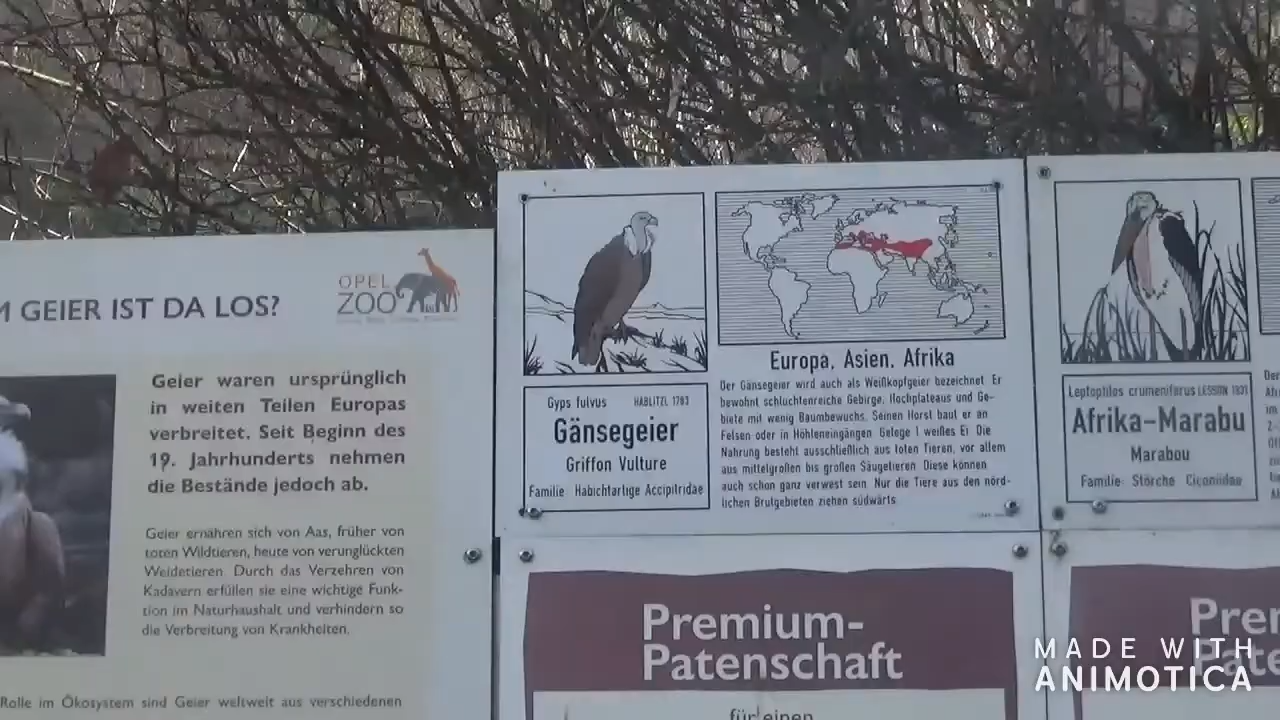 GEIER IST DA LOS?
OPEL
ZOO
Geier waren ursprünglich
in weiten Teilen Europas
verbreitet. Seit Beginn des
19. Jahrhunderts nehmen
die Bestände jedoch ab.
Geier ernähren sich von Aas, früher von
toten Wildtieren, heute von verunglückten
Weidetieren. Durch das Verzehren von
Kadavern erfüllen sie eine wichtige Funk-
tion im Naturhaushalt und verhindern so
die Verbreitung von Krankheiten.
Rolle im Ökosystem sind Geier weltweit aus verschiedenen
Gyps fulvus HABLITZL 1783
Gänsegeier
Griffon Vulture
Familie Habichtartige Accipitridae
Europa, Asien, Afrika
Der Gänsegeier wird auch als Weißkopfgeier bezeichnet. Er
bewohnt schluchtenreiche Gebirge, Hochplateaus und Ge-
biete mit wenig Baumbewuchs. Seinen Horst baut er an
Felsen oder in Höhleneingängen. Gelege 1 weißes Ei. Die
Nahrung besteht ausschließlich aus toten Tieren, vor allem
aus mittelgroßen bis großen Säugetieren. Diese können
auch schon ganz verwest sein. Nur die Tiere aus den nörd-
lichen Brutgebieten ziehen südwärts.
Leptoptilos crumeniferus LESSON 1831
Afrika-Marabu
Marabou
Familie Störche Ciconiidae
Premium-
Patenschaft
für einen
MADE WITH
ANIMOTICA